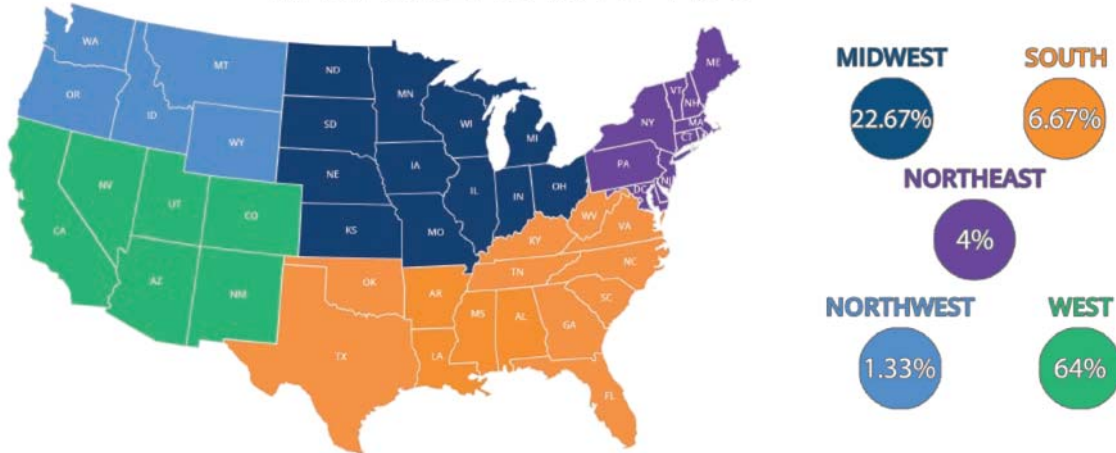 WA
MT
ND
MN
ME
OR
ID
SD
WI
VT
NH
WY
MI
NY
MA
CT
NE
IA
PA
NJ
NV
UT
CO
IL
IN
OH
DC
CA
KS
MO
WV
VA
KY
AZ
NM
OK
TN
NC
AR
SC
MS
AL
GA
TX
LA
FL
MIDWEST
22.67%
SOUTH
6.67%
NORTHEAST
4%
NORTHWEST
1.33%
WEST
64%